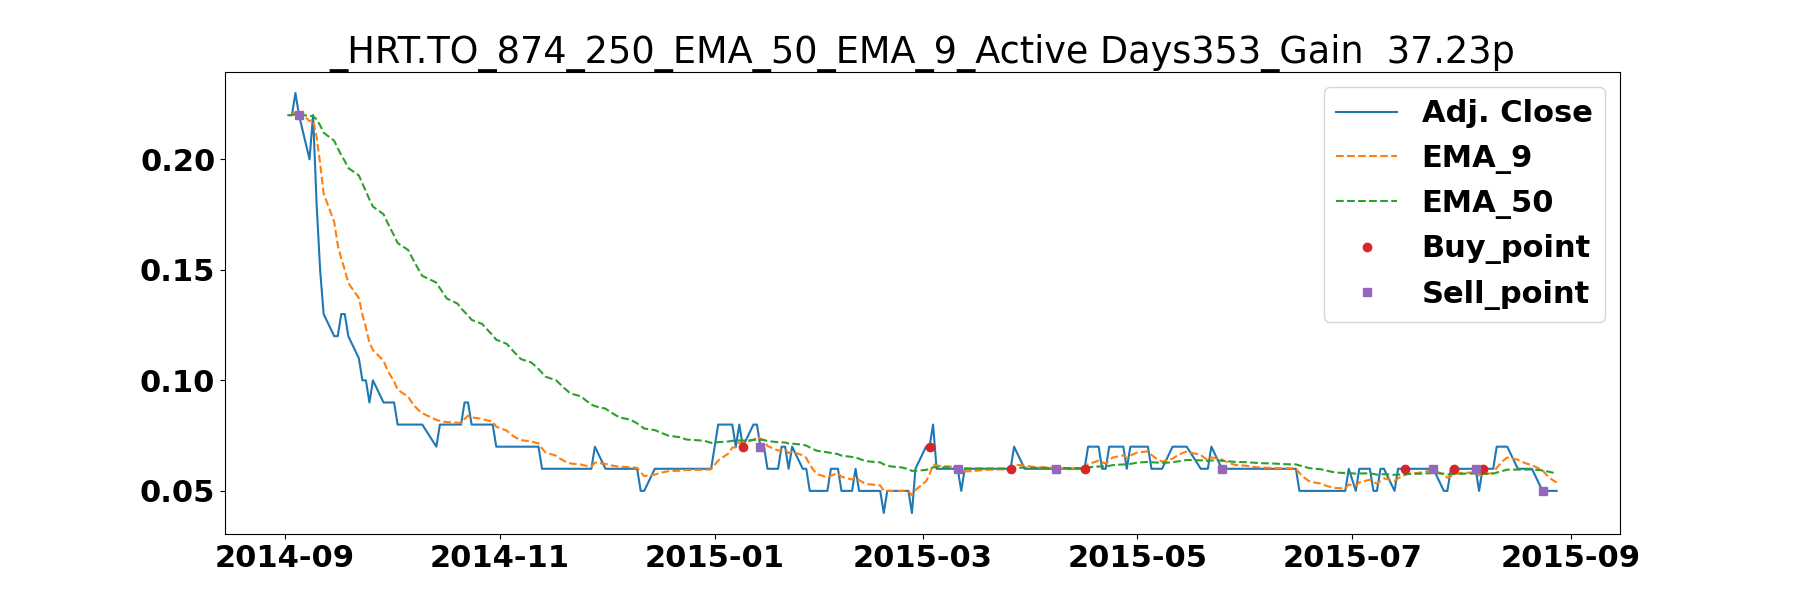 _HRT.TO_874_250_EMA_50_EMA_9_Active Days353_Gain  37.23p
Adj. Close
EMA_9
EMA_50
Buy_point
Sell_point
0.20
0.15
0.10
0.05
2014-09 2014-11 2015-01 2015-03 2015-05 2015-07 2015-09